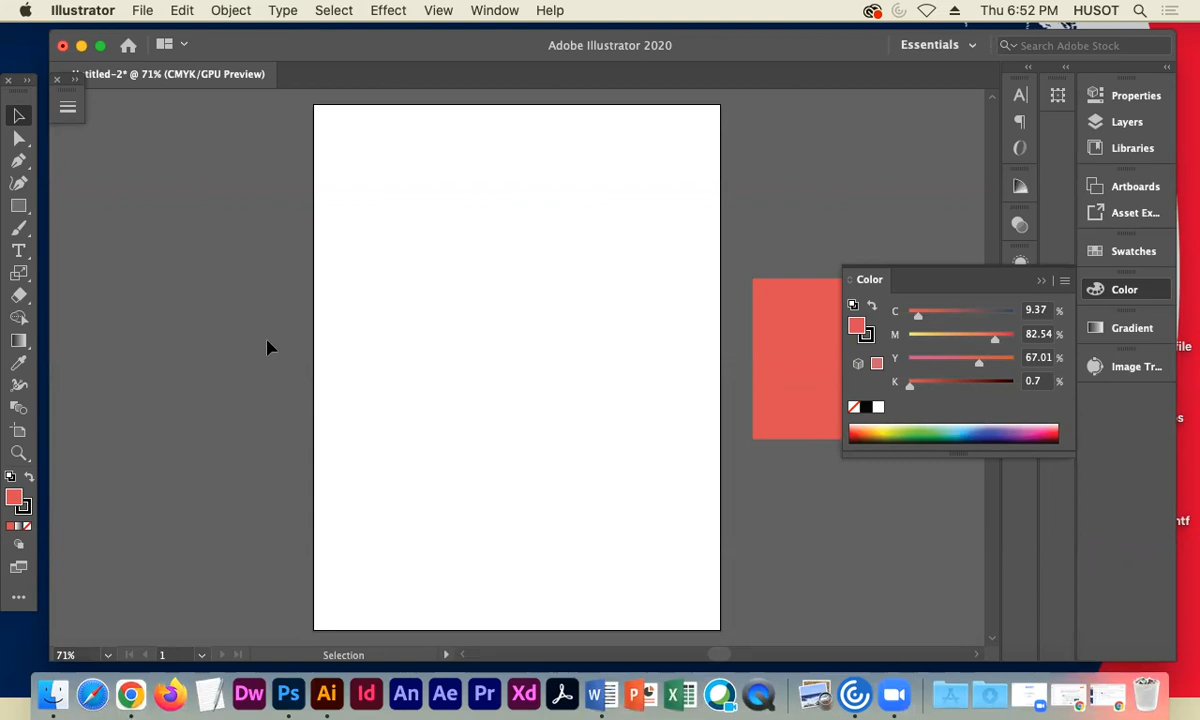 Illustrator File Edit Object Type Select Effect View Window Help Thu 6:52 PM HUSOT
Adobe Illustrator 2020 Essentials Search Adobe Stock
titled-2* @ 71% (CMYK/GPU Preview)
Properties
Layers
Libraries
Artboards
Asset Ex...
Swatches
Color
Gradient
Image Tr...
Color
C 9.37 %
M 82.54 %
Y 67.01 %
K 0.7 %
file
s
ntf
71% 1 Selection
Dw Ps Ai Id An Ae Pr Xd W P X